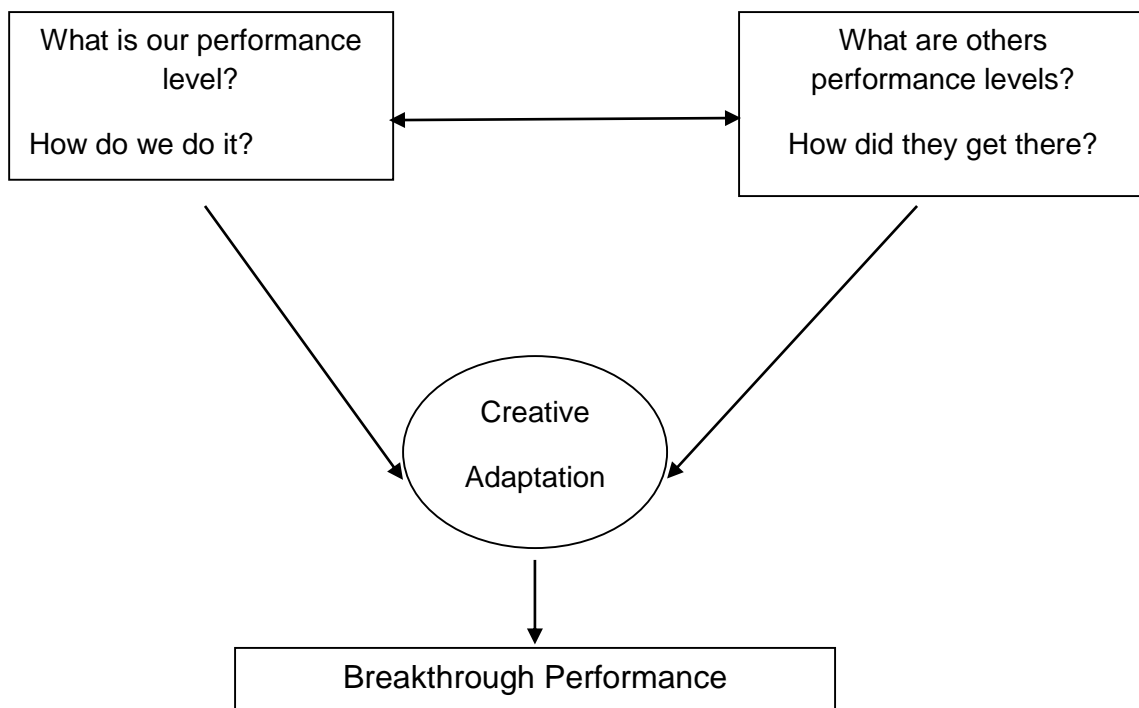 What is our performance
level?
How do we do it?
What are others
performance levels?
How did they get there?
Creative
Adaptation
Breakthrough Performance